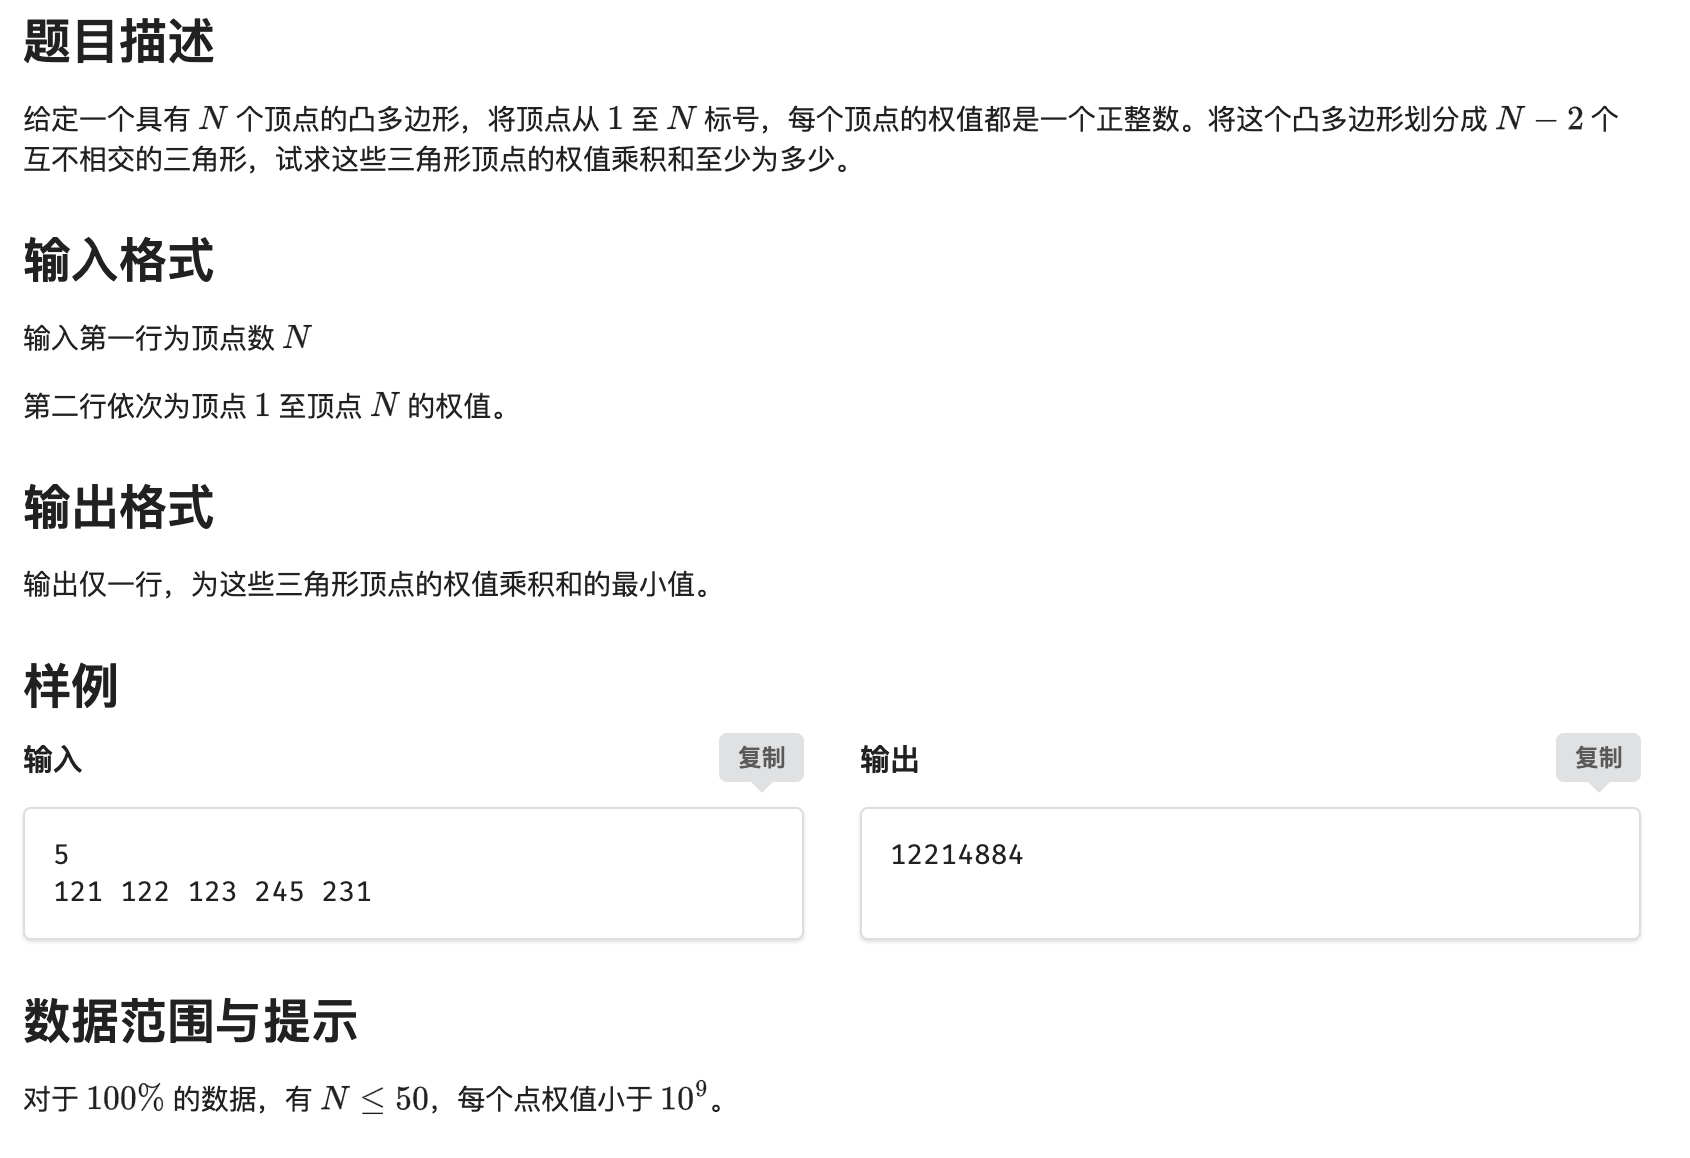 题目描述
给定一个具有 N 个顶点的凸多边形，将顶点从 1 至 N 标号，每个顶点的权值都是一个正整数。将这个凸多边形划分成 N − 2 个
互不相交的三角形，试求这些三角形顶点的权值乘积和至少为多少。
输入格式
输入第一行为顶点数 N
第二行依次为顶点 1 至顶点 N 的权值。
输出格式
输出仅一行，为这些三角形顶点的权值乘积和的最小值。
样例
输入 复制 输出 复制
5
121 122 123 245 231
12214884
数据范围与提示
对于 100% 的数据，有 N ≤ 50，每个点权值小于 10⁹。